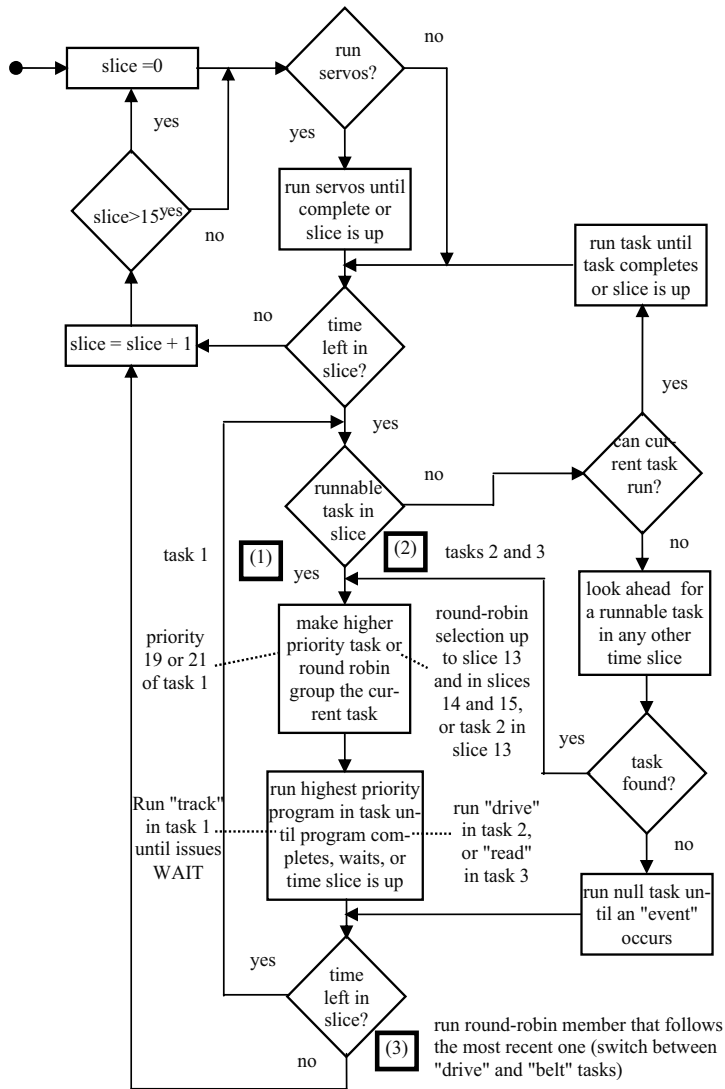 slice =0
run
servos?
no
yes
yes
slice>15
yes
no
run servos until
complete or
slice is up
run task until
task completes
or slice is up
no
slice = slice + 1
time
left in
slice?
yes
yes
can cur-
rent task
run?
runnable
task in
slice
no
no
task 1
(1)
(2)
tasks 2 and 3
yes
look ahead for
a runnable task
in any other
time slice
priority
19 or 21
of task 1
make higher
priority task or
round robin
group the cur-
rent task
round-robin
selection up
to slice 13
and in slices
14 and 15,
or task 2 in
slice 13
yes
task
found?
Run "track"
in task 1
until issues
WAIT
run highest priority
program in task un-
til program com-
pletes, waits, or
time slice is up
run "drive"
in task 2,
or "read"
in task 3
no
run null task un-
til an "event"
occurs
yes
time
left in
slice?
no
(3)
run round-robin member that follows
the most recent one (switch between
"drive" and "belt" tasks)